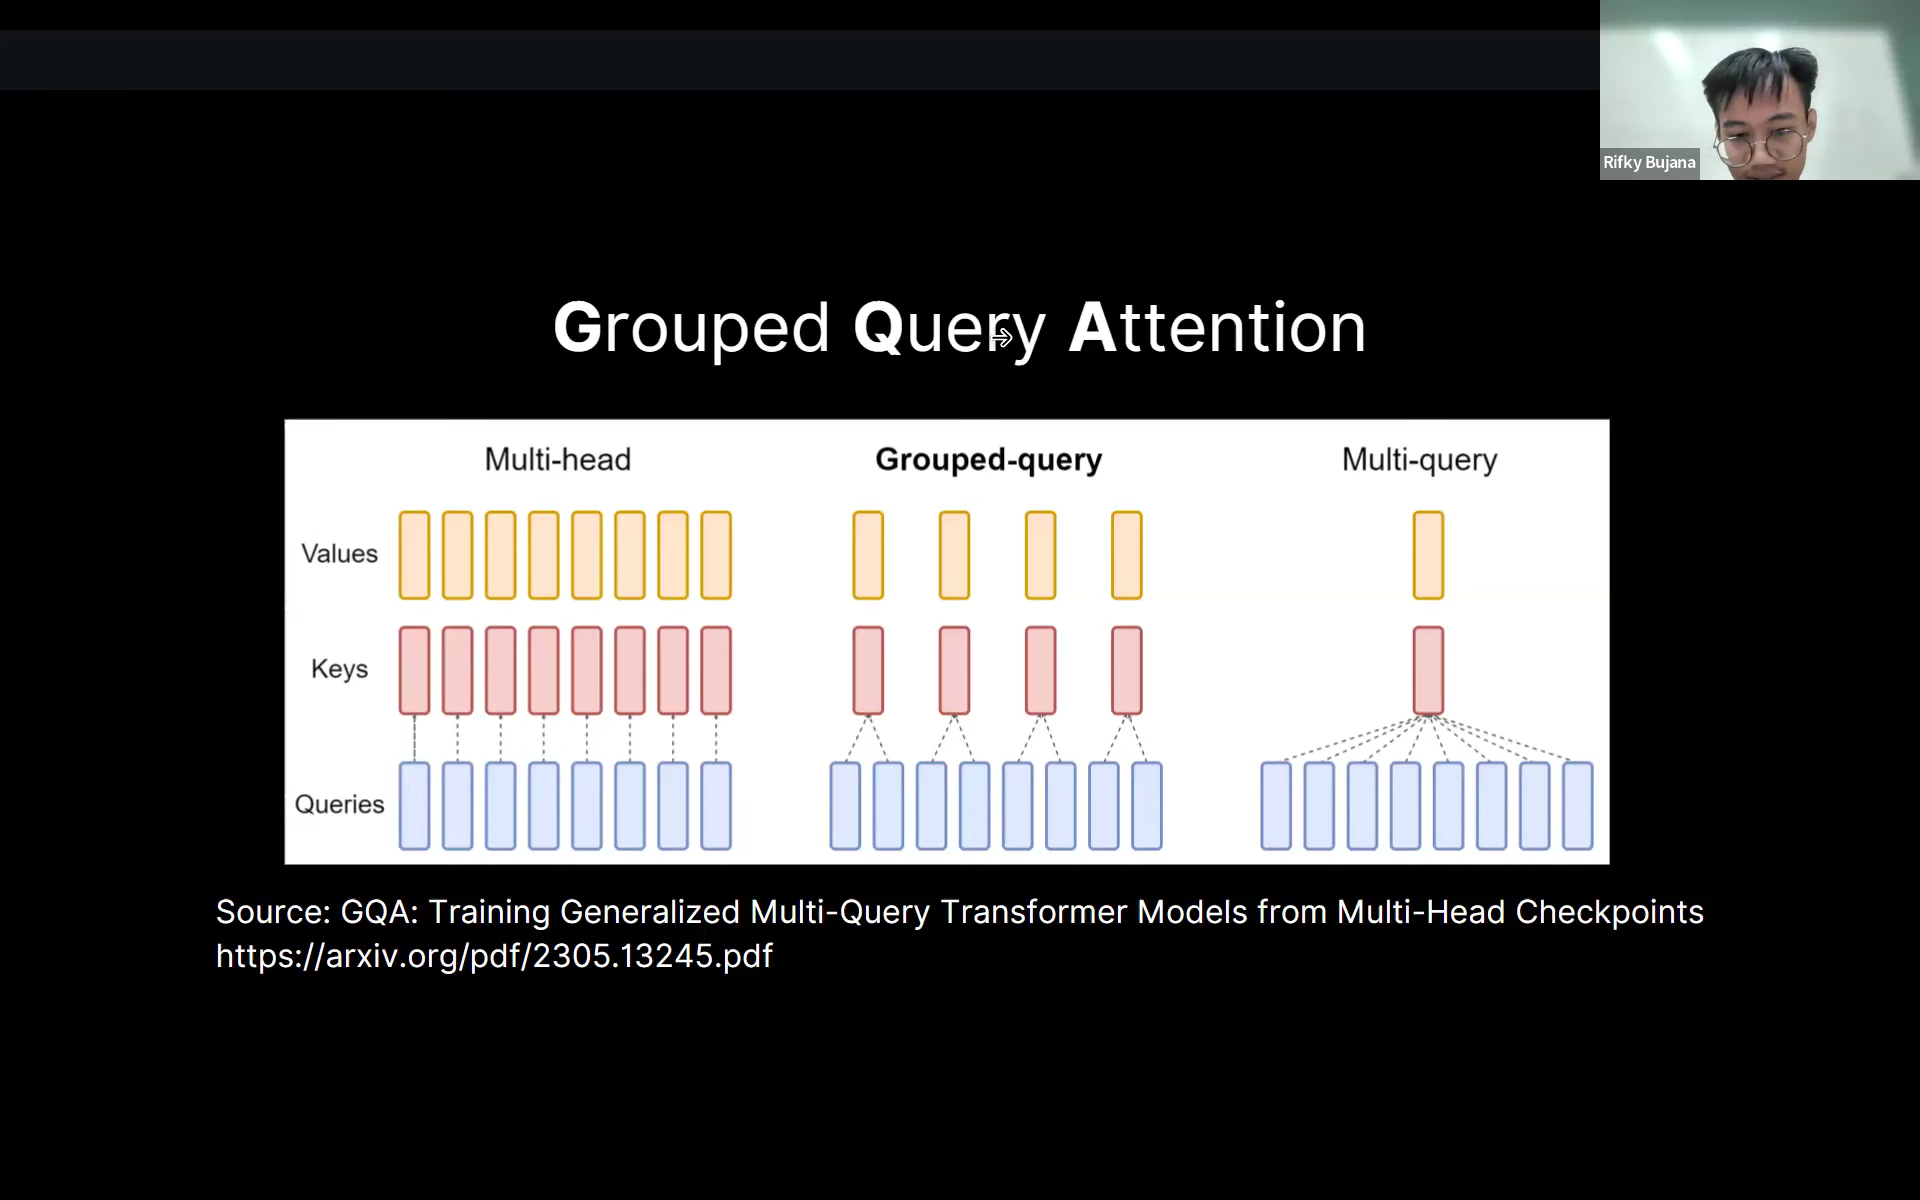 Rifky Bujana
Grouped Query Attention
Multi-head
Grouped-query
Multi-query
Values
Keys
Queries
Source: GQA: Training Generalized Multi-Query Transformer Models from Multi-Head Checkpoints
https://arxiv.org/pdf/2305.13245.pdf